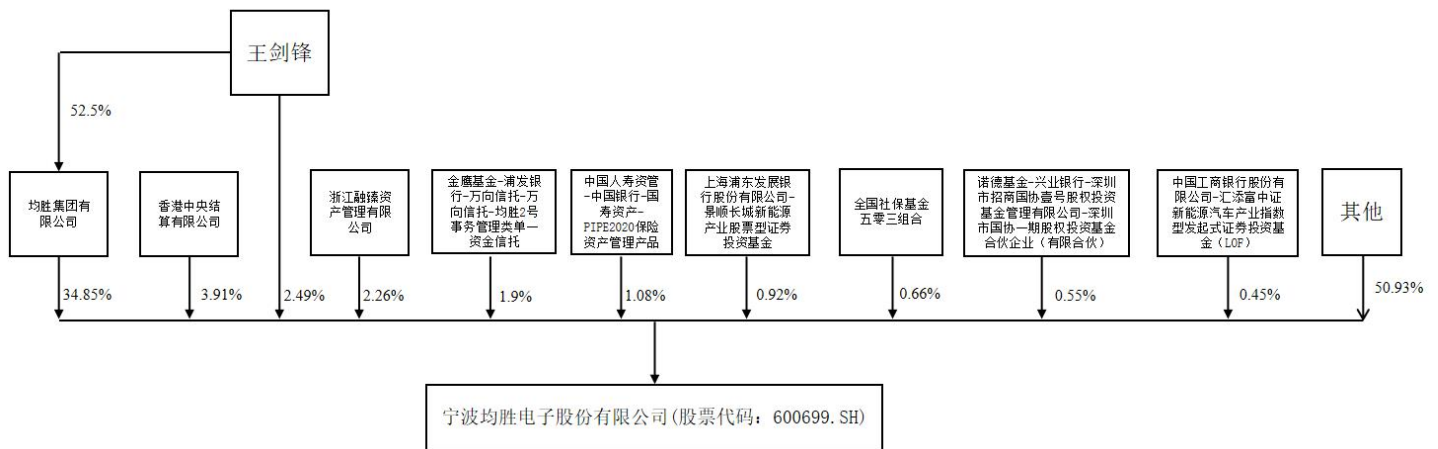 王剑锋
52.5%
均胜集团有
限公司
香港中央结
算有限公司
浙江融臻资
产管理有限
公司
金鹰基金-浦发银
行-万向信托-万
向信托-均胜2号
事务管理类单一
资金信托
中国人寿资管
-中国银行-国
寿资产-
PIPE2020保险
资产管理产品
上海浦东发展银
行股份有限公司-
景顺长城新能源
产业股票型证券
投资基金
全国社保基金
五零三组合
诺德基金-兴业银行-深圳
市招商国协壹号股权投资
基金管理有限公司-深圳
市国协一期股权投资基金
合伙企业（有限合伙）
中国工商银行股份有
限公司-汇添富中证
新能源汽车产业指数
型发起式证券投资基
金（LOF）
其他
34.85%
3.91%
2.49%
2.26%
1.9%
1.08%
0.92%
0.66%
0.55%
0.45%
50.93%
宁波均胜电子股份有限公司(股票代码：600699.SH)